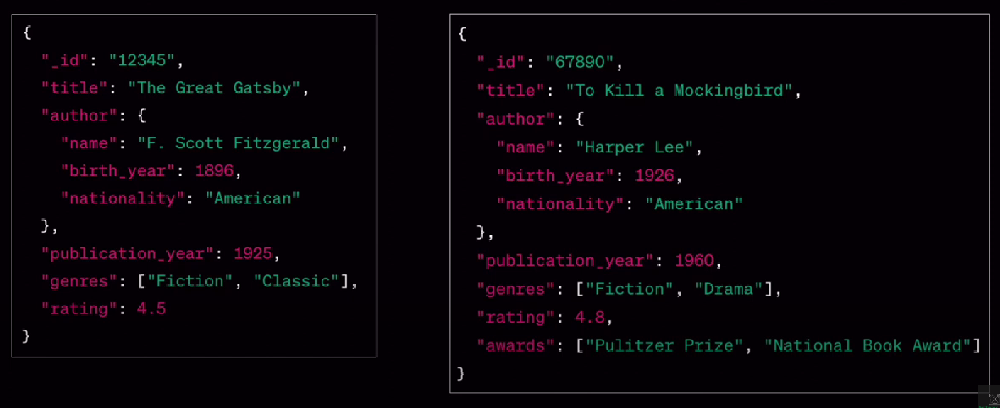 {
"_id": "12345",
"title": "The Great Gatsby",
"author": {
"name": "F. Scott Fitzgerald",
"birth_year": 1896,
"nationality": "American"
},
"publication_year": 1925,
"genres": ["Fiction", "Classic"],
"rating": 4.5
}
{
"_id": "67890",
"title": "To Kill a Mockingbird",
"author": {
"name": "Harper Lee",
"birth_year": 1926,
"nationality": "American"
},
"publication_year": 1960,
"genres": ["Fiction", "Drama"],
"rating": 4.8,
"awards": ["Pulitzer Prize", "National Book Award"]
}